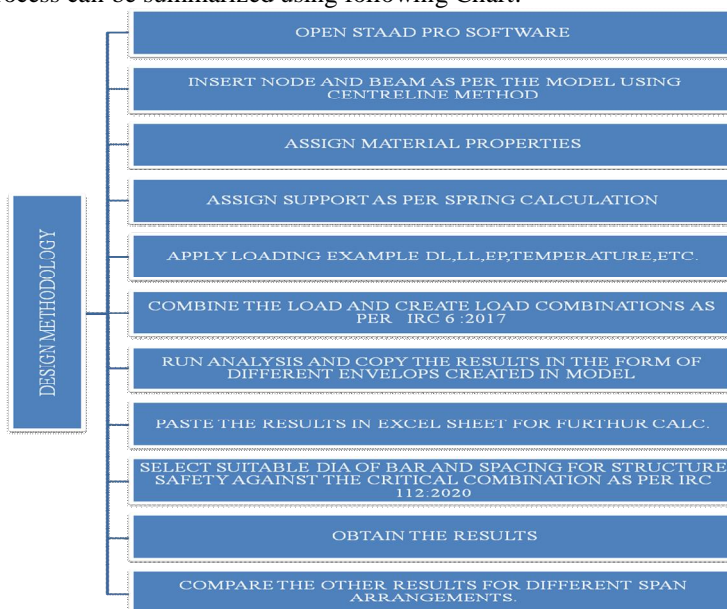 rocess can be summarized using following Chart:
OPEN STAAD PRO SOFTWARE
INSERT NODE AND BEAM AS PER THE MODEL USING
CENTRELINE METHOD
ASSIGN MATERIAL PROPERTIES
ASSIGN SUPPORT AS PER SPRING CALCULATION
APPLY LOADING EXAMPLE DL,LL,EP,TEMPERATURE,ETC.
COMBINE THE LOAD AND CREATE LOAD COMBINATIONS AS
PER IRC 6 :2017
DESIGN METHODOLOGY
RUN ANALYSIS AND COPY THE RESULTS IN THE FORM OF
DIFFERENT ENVELOPS CREATED IN MODEL
PASTE THE RESULTS IN EXCEL SHEET FOR FURTHUR CALC.
SELECT SUITABLE DIA OF BAR AND SPACING FOR STRUCTURE
SAFETY AGAINST THE CRITICAL COMBINATION AS PER IRC
112:2020
OBTAIN THE RESULTS
COMPARE THE OTHER RESULTS FOR DIFFERENT SPAN
ARRANGEMENTS.